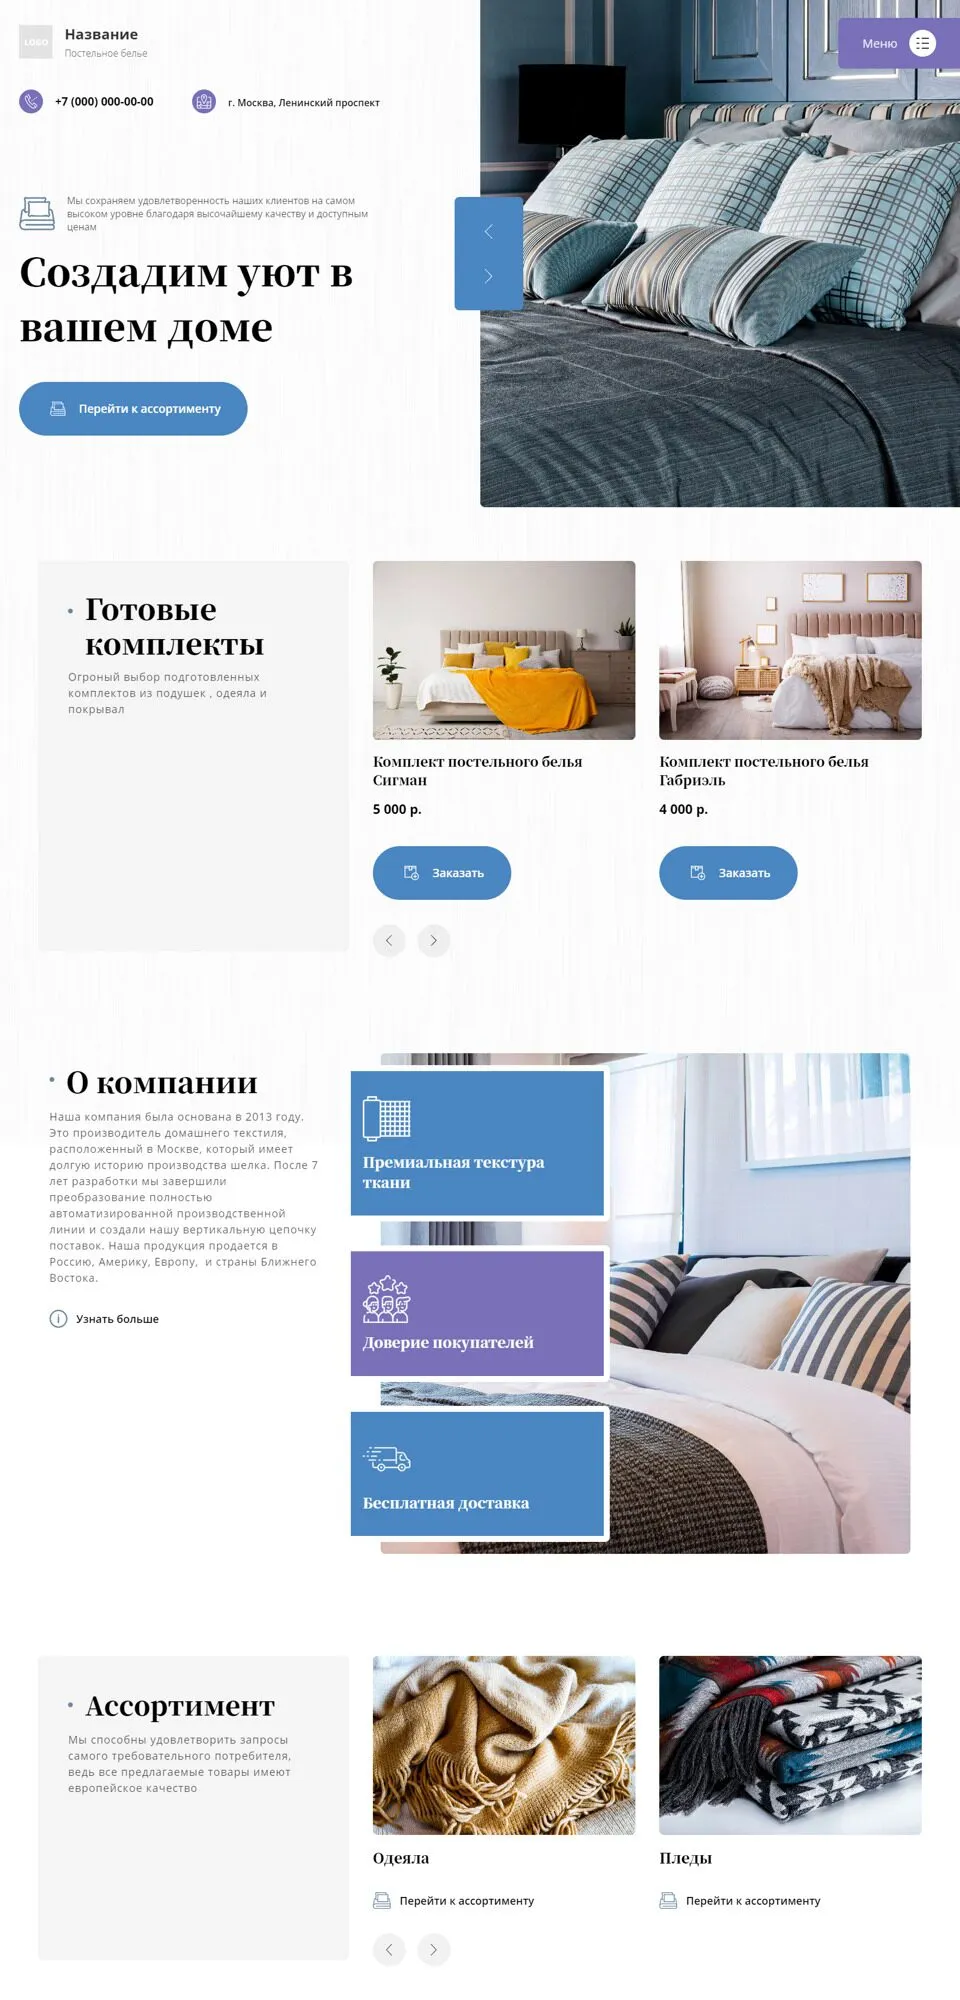 LOGO
Название
Постельное белье
Меню
+7 (000) 000-00-00
г. Москва, Ленинский проспект
Мы сохраняем удовлетворенность наших клиентов на самом
высоком уровне благодаря высочайшему качеству и доступным
ценам
Создадим уют в
вашем доме
Перейти к ассортименту
Готовые
комплекты
Огроный выбор подготовленных
комплектов из подушек , одеяла и
покрывал
Комплект постельного белья
Сигман
5 000 р.
Заказать
Комплект постельного белья
Габриэль
4 000 р.
Заказать
О компании
Наша компания была основана в 2013 году.
Это производитель домашнего текстиля,
расположенный в Москве, который имеет
долгую историю производства шелка. После 7
лет разработки мы завершили
преобразование полностью
автоматизированной производственной
линии и создали нашу вертикальную цепочку
поставок. Наша продукция продается в
Россию, Америку, Европу,  и страны Ближнего
Востока.
Узнать больше
Премиальная текстура
ткани
Доверие покупателей
Бесплатная доставка
Ассортимент
Мы способны удовлетворить запросы
самого требовательного потребителя,
ведь все предлагаемые товары имеют
европейское качество
Одеяла
Перейти к ассортименту
Пледы
Перейти к ассортименту